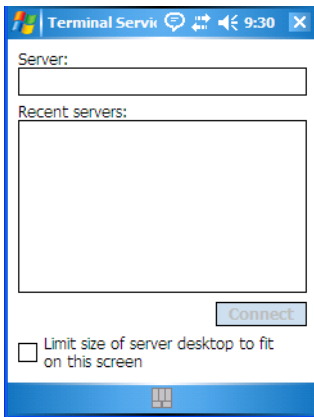 Terminal Servic 9:30
Server:
Recent servers:
Connect
Limit size of server desktop to fit
on this screen